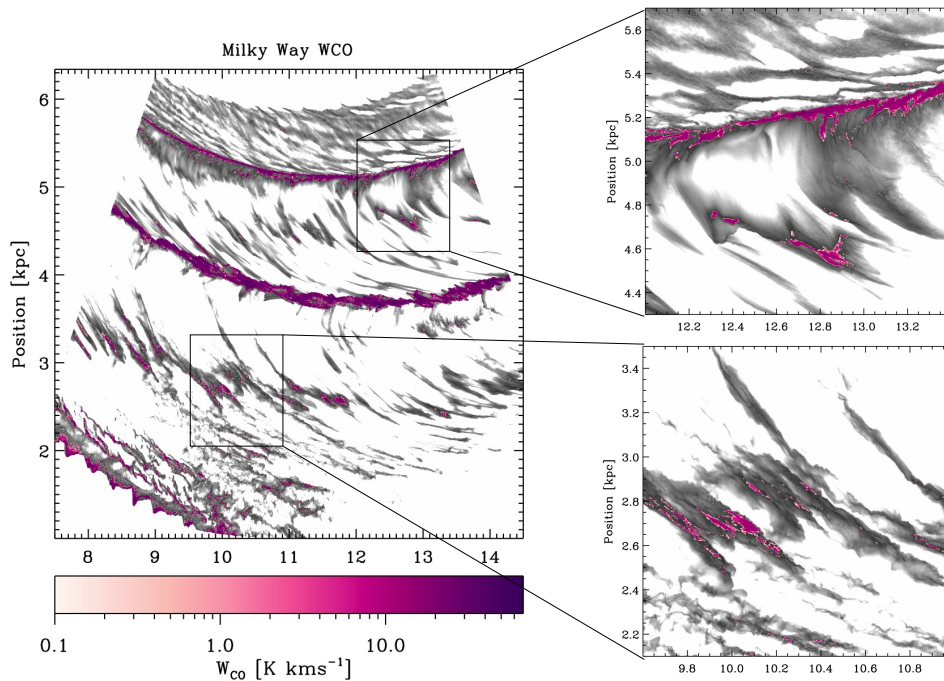 Milky Way WCO
Position [kpc]
6
5
4
3
2
8 9 10 11 12 13 14
0.1 1.0 10.0
W_CO [K kms⁻¹]
Position [kpc]
5.6
5.4
5.2
5.0
4.8
4.6
4.4
12.2 12.4 12.6 12.8 13.0 13.2
Position [kpc]
3.4
3.2
3.0
2.8
2.6
2.4
2.2
9.8 10.0 10.2 10.4 10.6 10.8